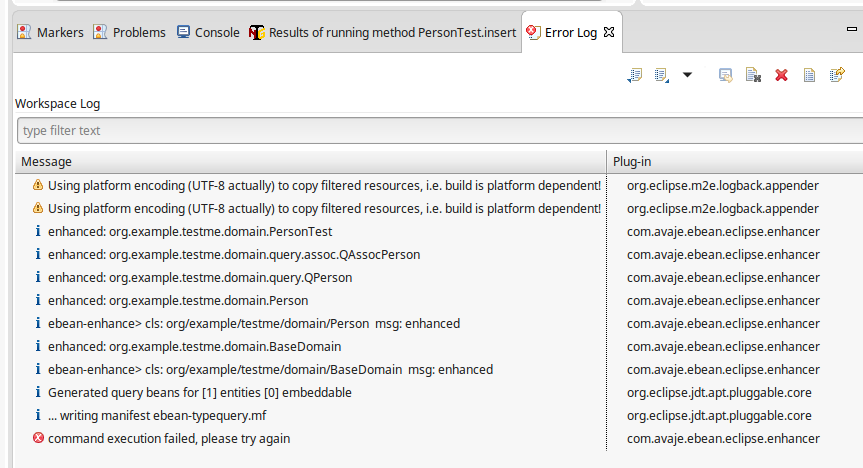 Markers Problems Console Results of running method PersonTest.insert Error Log
Workspace Log
type filter text
Message Plug-in
Using platform encoding (UTF-8 actually) to copy filtered resources, i.e. build is platform dependent! org.eclipse.m2e.logback.appender
Using platform encoding (UTF-8 actually) to copy filtered resources, i.e. build is platform dependent! org.eclipse.m2e.logback.appender
enhanced: org.example.testme.domain.PersonTest com.avaje.ebean.eclipse.enhancer
enhanced: org.example.testme.domain.query.assoc.QAssocPerson com.avaje.ebean.eclipse.enhancer
enhanced: org.example.testme.domain.query.QPerson com.avaje.ebean.eclipse.enhancer
enhanced: org.example.testme.domain.Person com.avaje.ebean.eclipse.enhancer
ebean-enhance> cls: org/example/testme/domain/Person  msg: enhanced com.avaje.ebean.eclipse.enhancer
enhanced: org.example.testme.domain.BaseDomain com.avaje.ebean.eclipse.enhancer
ebean-enhance> cls: org/example/testme/domain/BaseDomain  msg: enhanced com.avaje.ebean.eclipse.enhancer
Generated query beans for [1] entities [0] embeddable org.eclipse.jdt.apt.pluggable.core
... writing manifest ebean-typequery.mf org.eclipse.jdt.apt.pluggable.core
command execution failed, please try again com.avaje.ebean.eclipse.enhancer